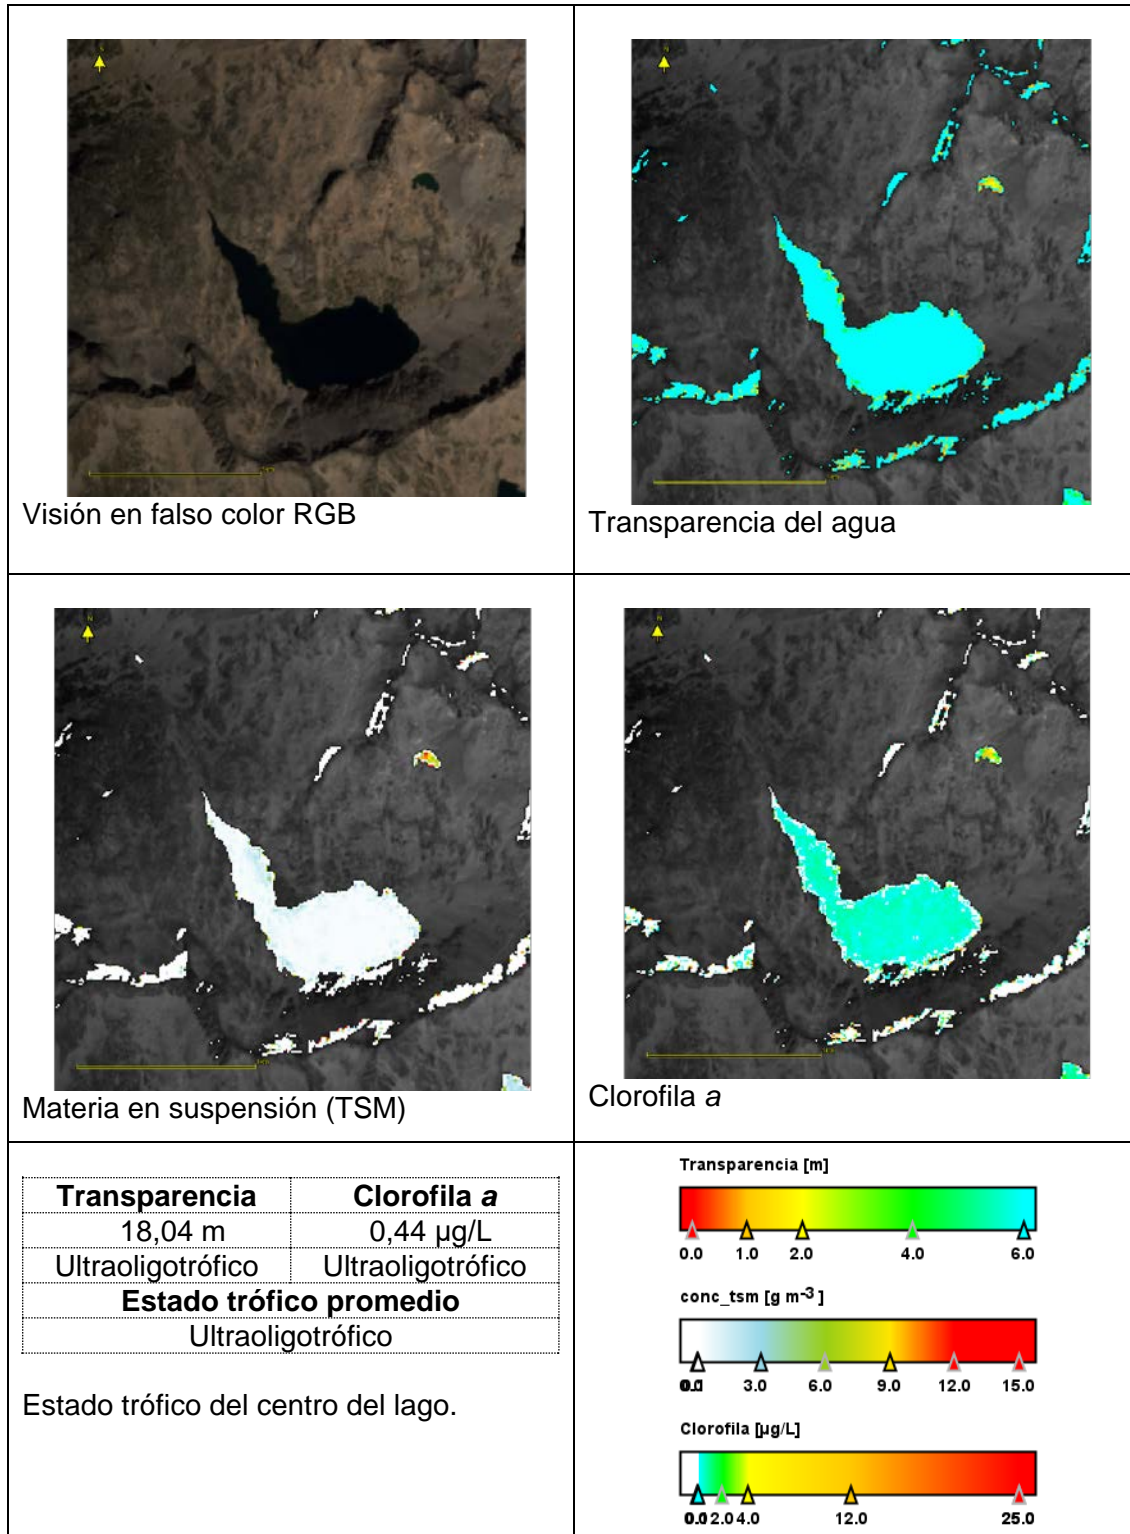 Visión en falso color RGB
Transparencia del agua
Materia en suspensión (TSM)
Clorofila a
Transparencia Clorofila a
18,04 m 0,44 µg/L
Ultraoligotrófico Ultraoligotrófico
Estado trófico promedio
Ultraoligotrófico
Estado trófico del centro del lago.
Transparencia [m]
0.0 1.0 2.0 4.0 6.0
conc_tsm [g m-3 ]
3.0 6.0 9.0 12.0 15.0
Clorofila [µg/L]
2.0 4.0 12.0 25.0